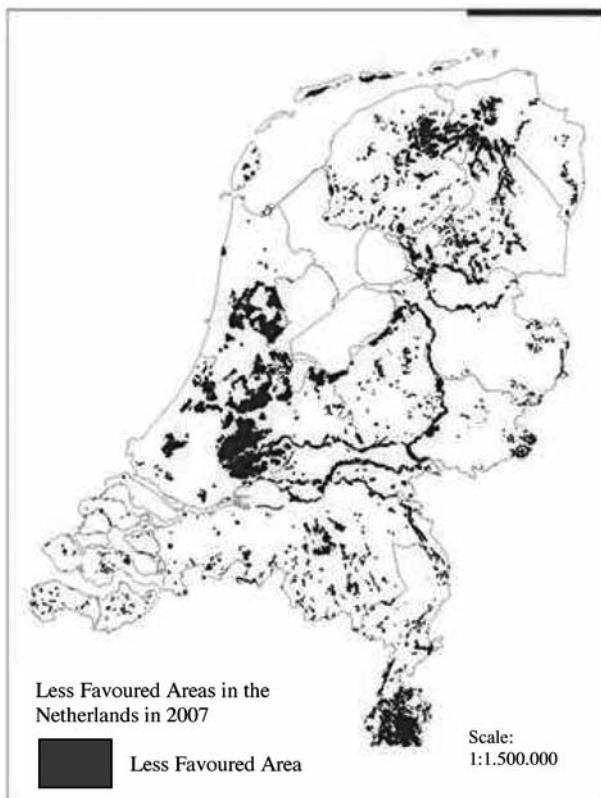 Less Favoured Areas in the
Netherlands in 2007
Less Favoured Area
Scale:
1:1.500.000